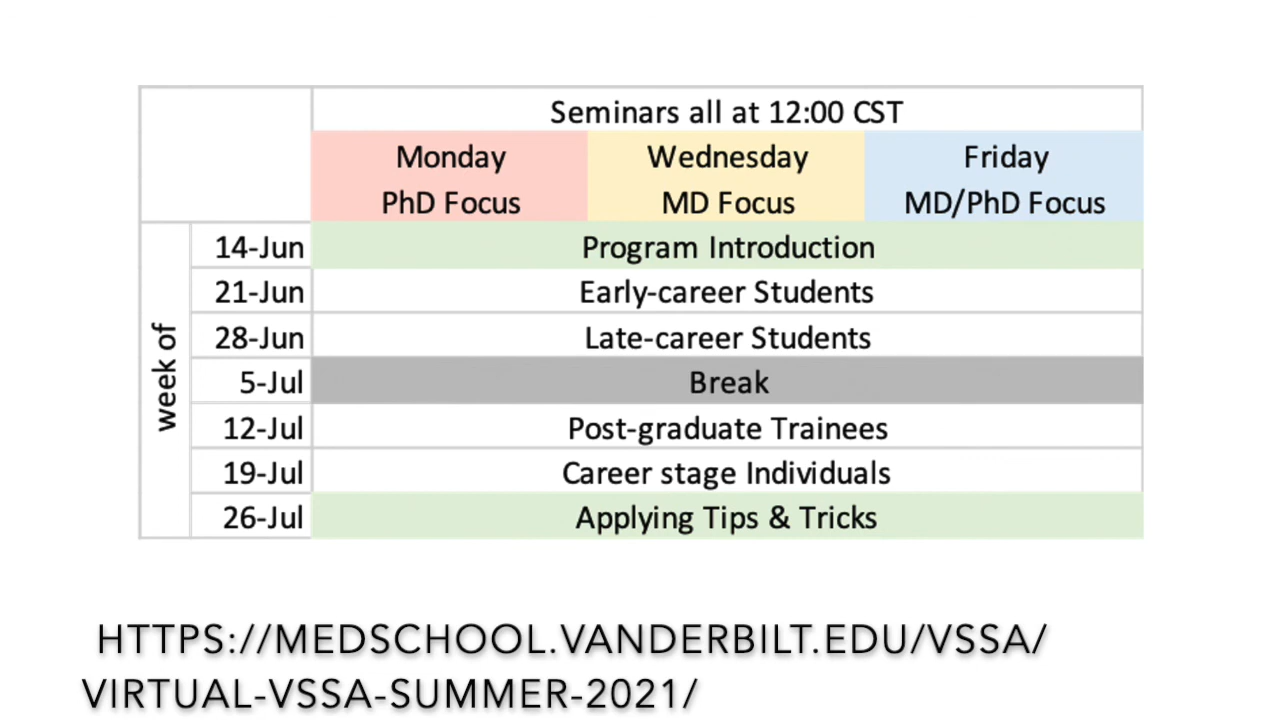 Seminars all at 12:00 CST
Monday Wednesday Friday
PhD Focus MD Focus MD/PhD Focus
week of
14-Jun Program Introduction
21-Jun Early-career Students
28-Jun Late-career Students
5-Jul Break
12-Jul Post-graduate Trainees
19-Jul Career stage Individuals
26-Jul Applying Tips & Tricks
HTTPS://MEDSCHOOL.VANDERBILT.EDU/VSSA/
VIRTUAL-VSSA-SUMMER-2021/